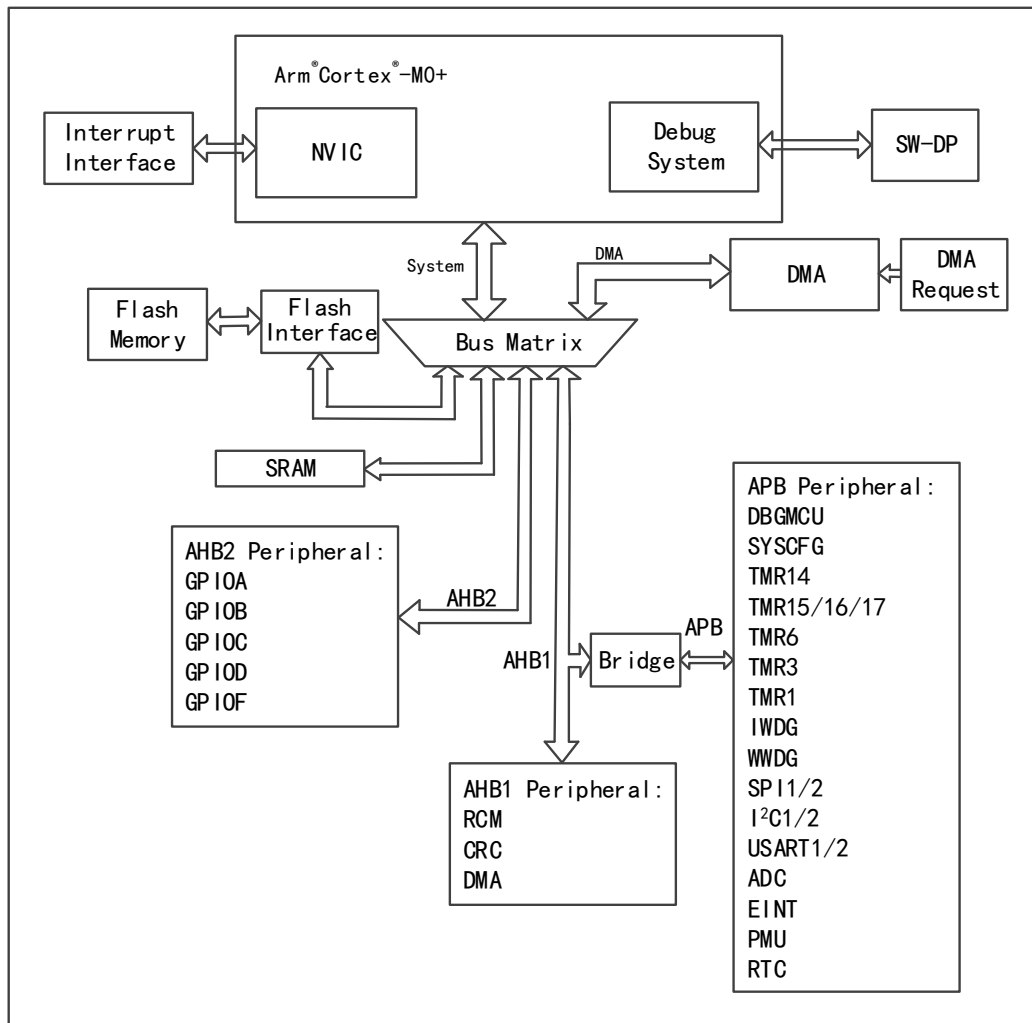 Arm®Cortex®-M0+
Interrupt
Interface
NVIC
Debug
System
SW-DP
System
DMA
DMA
DMA
Request
Flash
Memory
Flash
Interface
Bus Matrix
SRAM
AHB2 Peripheral:
GPIOA
GPIOB
GPIOC
GPIOD
GPIOF
AHB2
AHB1
Bridge
APB
AHB1 Peripheral:
RCM
CRC
DMA
APB Peripheral:
DBGMCU
SYSCFG
TMR14
TMR15/16/17
TMR6
TMR3
TMR1
IWDG
WWDG
SPI1/2
I²C1/2
USART1/2
ADC
EINT
PMU
RTC